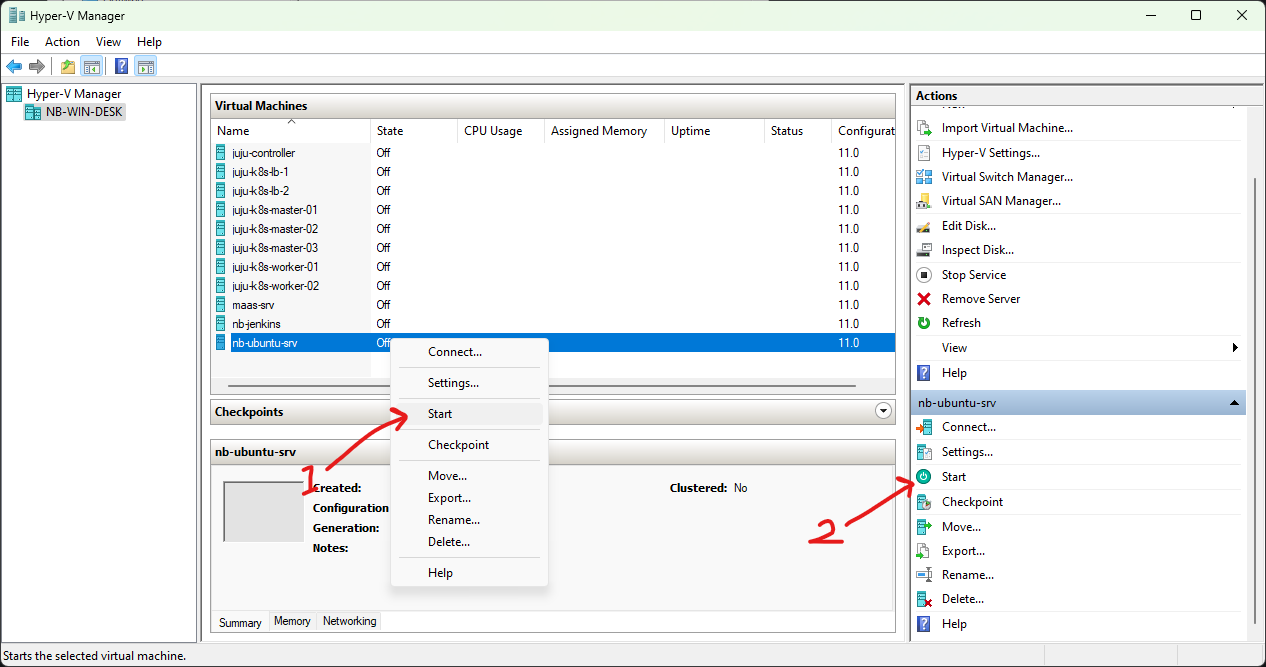 Hyper-V Manager
File Action View Help
Hyper-V Manager
NB-WIN-DESK
Virtual Machines
Name State CPU Usage Assigned Memory Uptime Status Configurat
juju-controller Off 11.0
juju-k8s-lb-1 Off 11.0
juju-k8s-lb-2 Off 11.0
juju-k8s-master-01 Off 11.0
juju-k8s-master-02 Off 11.0
juju-k8s-master-03 Off 11.0
juju-k8s-worker-01 Off 11.0
juju-k8s-worker-02 Off 11.0
maas-srv Off 11.0
nb-jenkins Off 11.0
nb-ubuntu-srv Off 11.0
Connect...
Settings...
Start
Checkpoint
Move...
Export...
Rename...
Delete...
Help
Checkpoints
nb-ubuntu-srv
1
Created:
Configuration
Generation:
Notes:
Clustered: No
2
Summary Memory Networking
Actions
Import Virtual Machine...
Hyper-V Settings...
Virtual Switch Manager...
Virtual SAN Manager...
Edit Disk...
Inspect Disk...
Stop Service
Remove Server
Refresh
View
Help
nb-ubuntu-srv
Connect...
Settings...
Start
Checkpoint
Move...
Export...
Rename...
Delete...
Help
Starts the selected virtual machine.